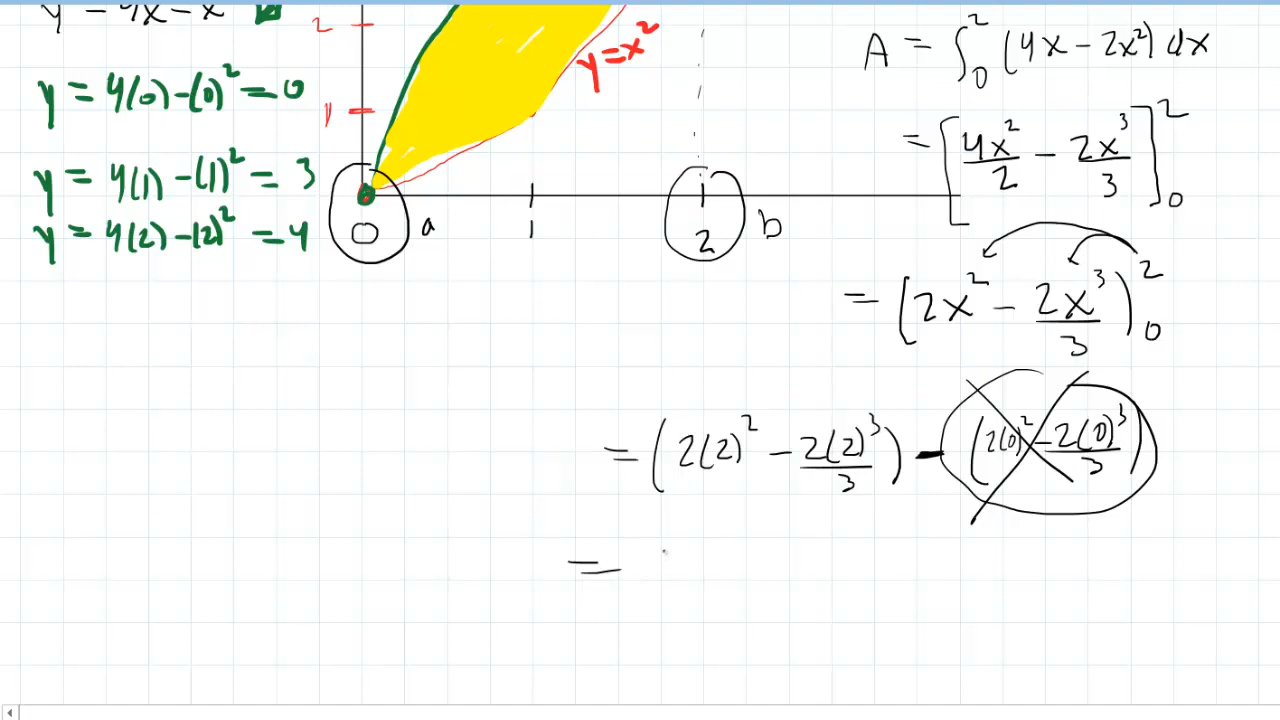 y = 4x - x²
y = 4(0) - (0)² = 0
y = 4(1) - (1)² = 3
y = 4(2) - (2)² = 4
2
1
y = x²
0 a 1 2 b
A = ∫₀² (4x - 2x²) dx
= [4x²/2 - 2x³/3]₀²
= (2x² - 2x³/3)₀²
= (2(2)² - 2(2)³/3) - (2(0)² - 2(0)³/3)
=